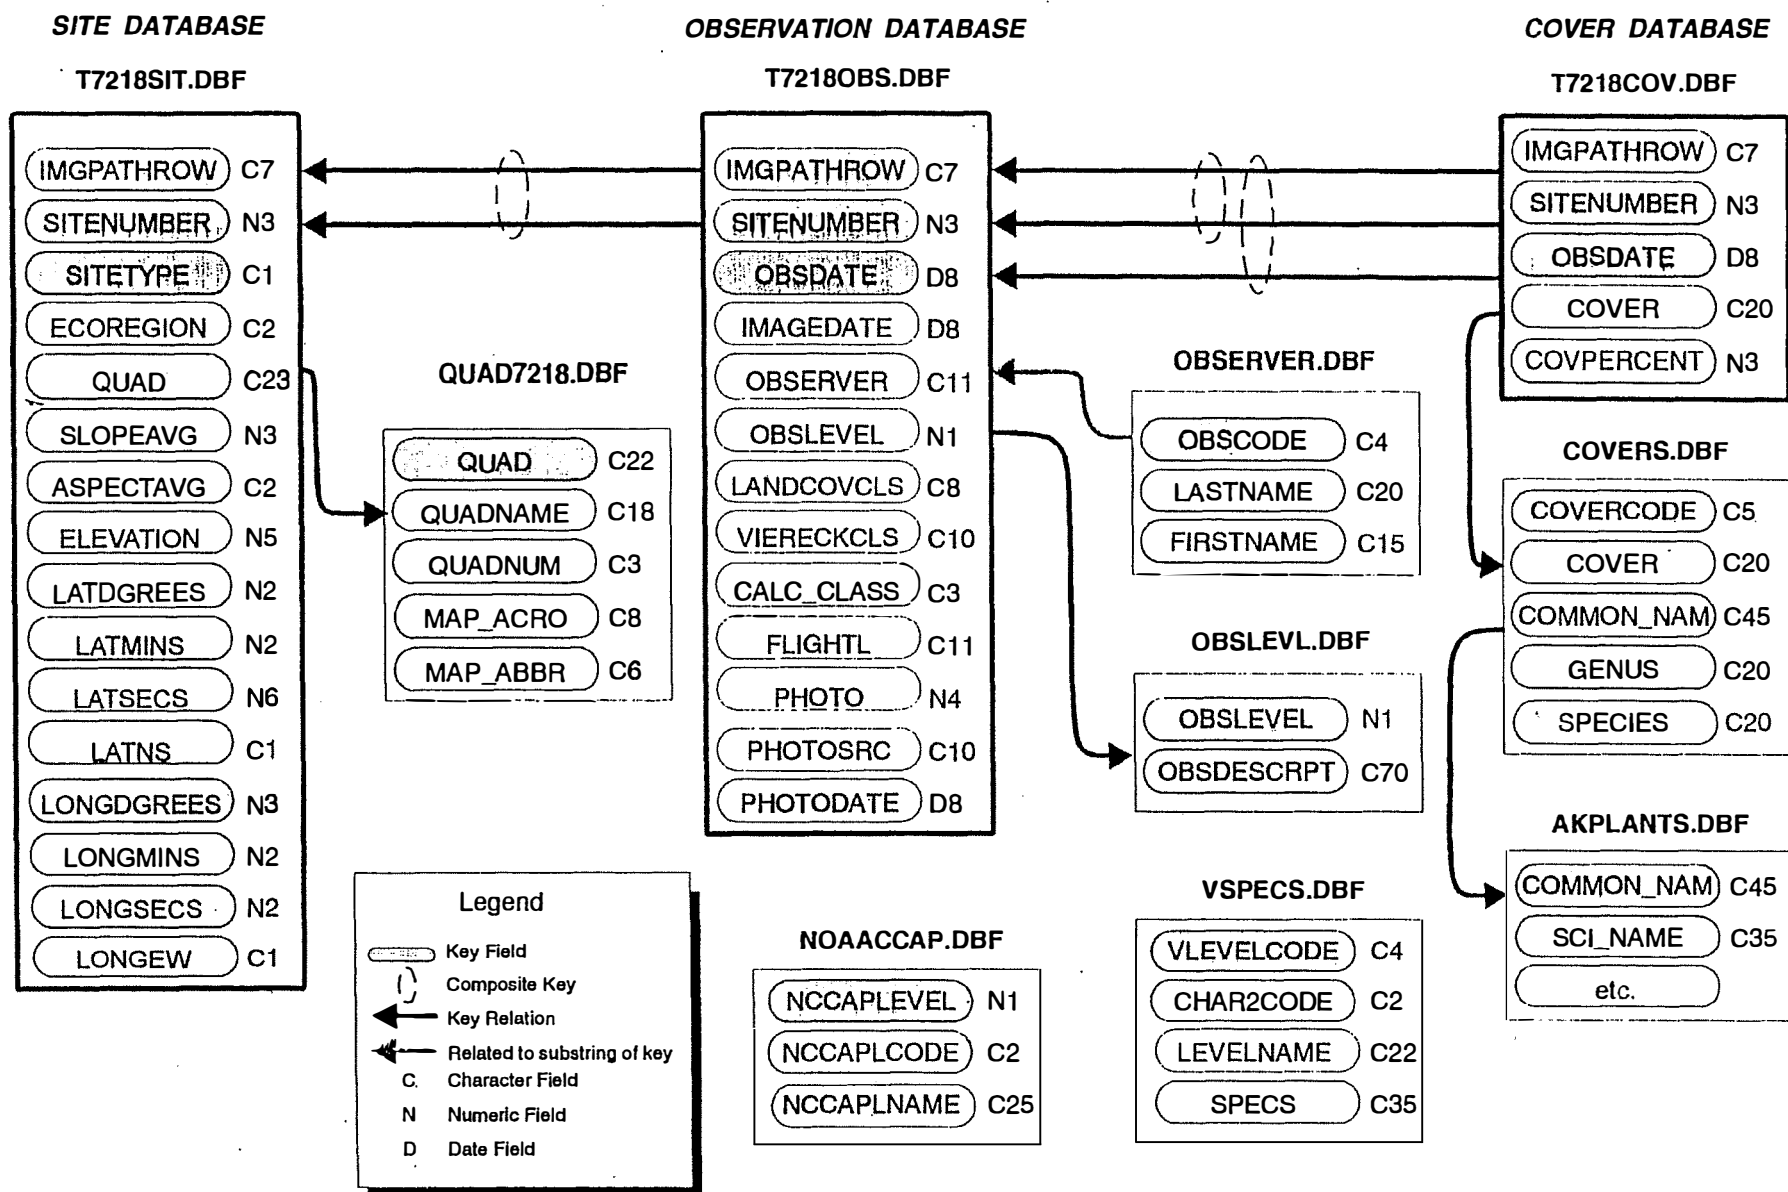 SITE DATABASE
T7218SIT.DBF
IMGPATHROW C7
SITENUMBER N3
SITETYPE C1
ECOREGION C2
QUAD C23
SLOPEAVG N3
ASPECTAVG C2
ELEVATION N5
LATDGREES N2
LATMINS N2
LATSECS N6
LATNS C1
LONGDGREES N3
LONGMINS N2
LONGSECS N2
LONGEW C1
QUAD7218.DBF
QUAD C22
QUADNAME C18
QUADNUM C3
MAP_ACRO C8
MAP_ABBR C6
Legend
Key Field
Composite Key
Key Relation
Related to substring of key
C. Character Field
N Numeric Field
D Date Field
OBSERVATION DATABASE
T7218OBS.DBF
IMGPATHROW C7
SITENUMBER N3
OBSDATE D8
IMAGEDATE D8
OBSERVER C11
OBSLEVEL N1
LANDCOVCLS C8
VIERECKCLS C10
CALC_CLASS C3
FLIGHTL C11
PHOTO N4
PHOTOSRC C10
PHOTODATE D8
NOAACCAP.DBF
NCCAPLEVEL N1
NCCAPLCODE C2
NCCAPLNAME C25
OBSERVER.DBF
OBSCODE C4
LASTNAME C20
FIRSTNAME C15
OBSLEVL.DBF
OBSLEVEL N1
OBSDESCRPT C70
VSPECS.DBF
VLEVELCODE C4
CHAR2CODE C2
LEVELNAME C22
SPECS C35
COVER DATABASE
T7218COV.DBF
IMGPATHROW C7
SITENUMBER N3
OBSDATE D8
COVER C20
COVPERCENT N3
COVERS.DBF
COVERCODE C5
COVER C20
COMMON_NAM C45
GENUS C20
SPECIES C20
AKPLANTS.DBF
COMMON_NAM C45
SCI_NAME C35
etc.